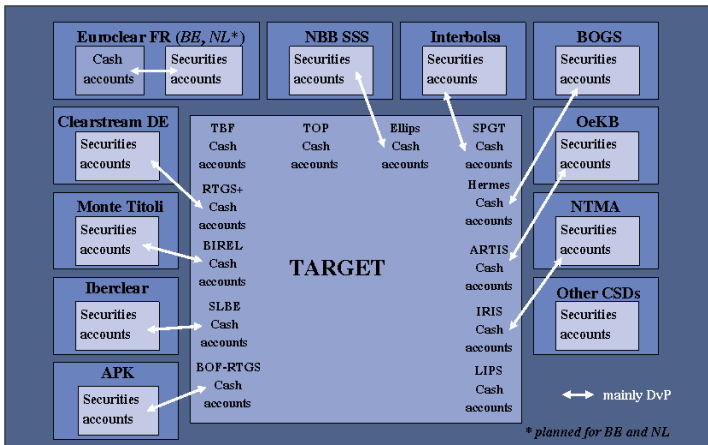 Euroclear FR (BE, NL*)
Cash
accounts
Securities
accounts
NBB SSS
Securities
accounts
Interbolsa
Securities
accounts
BOGS
Securities
accounts
Clearstream DE
Securities
accounts
Monte Titoli
Securities
accounts
Iberclear
Securities
accounts
APK
Securities
accounts
TBF
Cash
accounts
TOP
Cash
accounts
Ellips
Cash
accounts
SPGT
Cash
accounts
RTGS+
Cash
accounts
BIREL
Cash
accounts
SLBE
Cash
accounts
BOF-RTGS
Cash
accounts
TARGET
Hermes
Cash
accounts
ARTIS
Cash
accounts
IRIS
Cash
accounts
LIPS
Cash
accounts
OeKB
Securities
accounts
NTMA
Securities
accounts
Other CSDs
Securities
accounts
mainly DvP
* planned for BE and NL